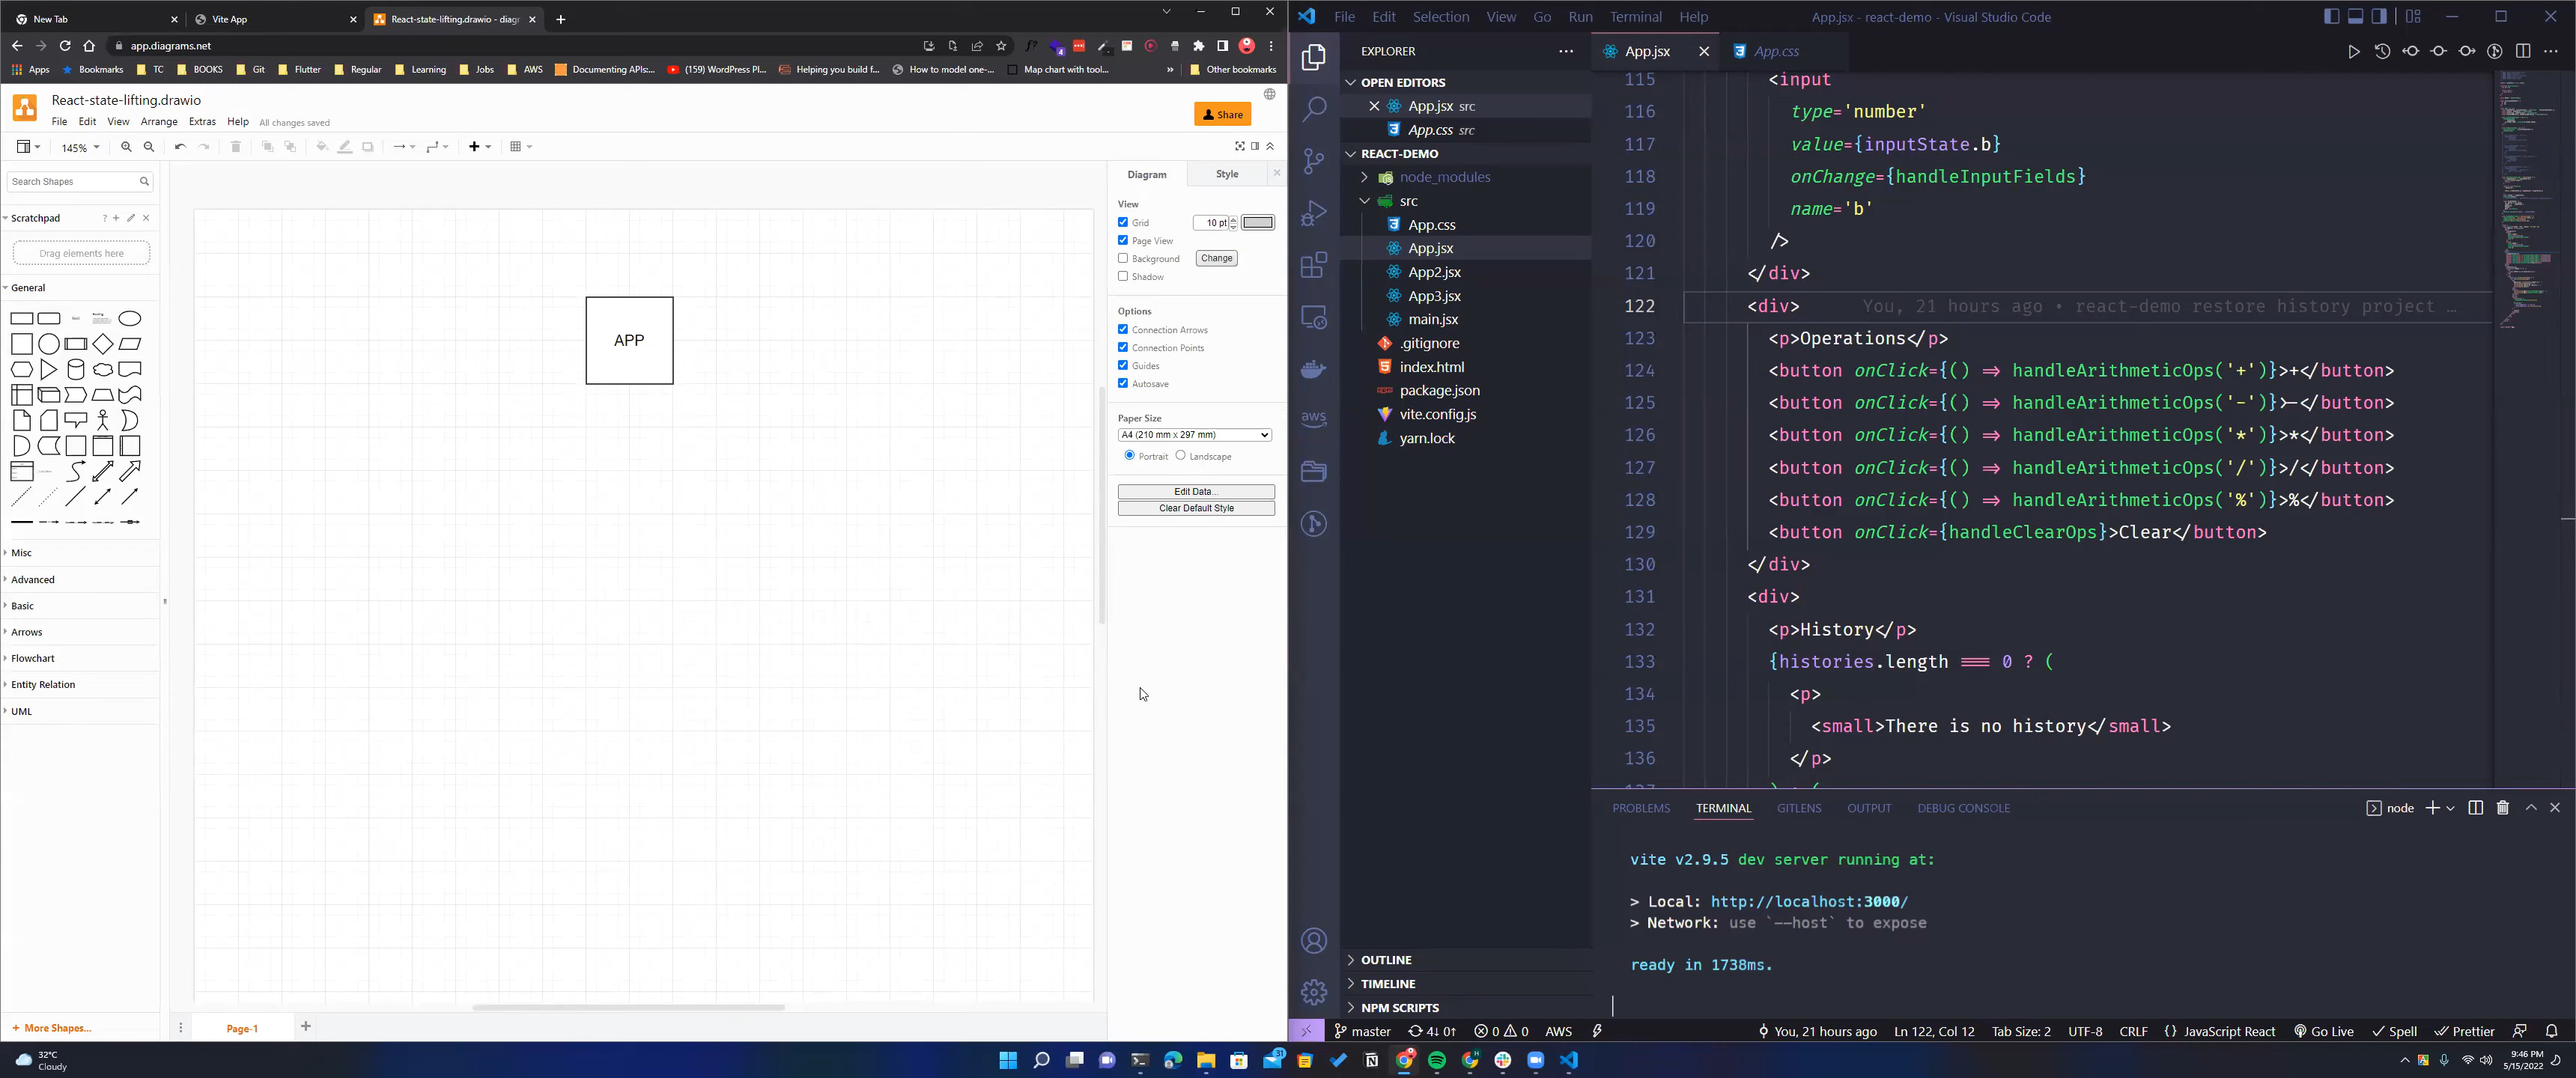 New Tab
Vite App
React-state-lifting.drawio - diagr
app.diagrams.net
Apps
Bookmarks
TC
BOOKS
Git
Flutter
Regular
Learning
Jobs
AWS
Documenting APIs:...
(159) WordPress Pl...
Helping you build f...
How to model one-...
Map chart with tool...
Other bookmarks
React-state-lifting.drawio
File Edit View Arrange Extras Help All changes saved
Share
145%
Search Shapes
Scratchpad
Drag elements here
General
Misc
Advanced
Basic
Arrows
Flowchart
Entity Relation
UML
+ More Shapes...
APP
Page-1
Diagram
Style
View
Grid
10 pt
Page View
Background
Change
Shadow
Options
Connection Arrows
Connection Points
Guides
Autosave
Paper Size
A4 (210 mm x 297 mm)
Portrait
Landscape
Edit Data...
Clear Default Style
File Edit Selection View Go Run Terminal Help
App.jsx - react-demo - Visual Studio Code
EXPLORER
OPEN EDITORS
App.jsx src
App.css src
REACT-DEMO
node_modules
src
App.css
App.jsx
App2.jsx
App3.jsx
main.jsx
.gitignore
index.html
package.json
vite.config.js
yarn.lock
OUTLINE
TIMELINE
NPM SCRIPTS
aws
App.jsx
App.css
115 <input
116 type='number'
117 value={inputState.b}
118 onChange={handleInputFields}
119 name='b'
120 />
121 </div>
122 <div> You, 21 hours ago • react-demo restore history project …
123 <p>Operations</p>
124 <button onClick={() => handleArithmeticOps('+')}>+</button>
125 <button onClick={() => handleArithmeticOps('-')}>-</button>
126 <button onClick={() => handleArithmeticOps('*')}>*</button>
127 <button onClick={() => handleArithmeticOps('/')}>/</button>
128 <button onClick={() => handleArithmeticOps('%')}>%</button>
129 <button onClick={handleClearOps}>Clear</button>
130 </div>
131 <div>
132 <p>History</p>
133 {histories.length === 0 ? (
134 <p>
135 <small>There is no history</small>
136 </p>
PROBLEMS TERMINAL GITLENS OUTPUT DEBUG CONSOLE
node
vite v2.9.5 dev server running at:
> Local: http://localhost:3000/
> Network: use `--host` to expose
ready in 1738ms.
master
4↓ 0↑
0 0
AWS
You, 21 hours ago
Ln 122, Col 12
Tab Size: 2
UTF-8
CRLF
{} JavaScript React
Go Live
Spell
Prettier
32°C
Cloudy
31
9:46 PM
5/15/2022